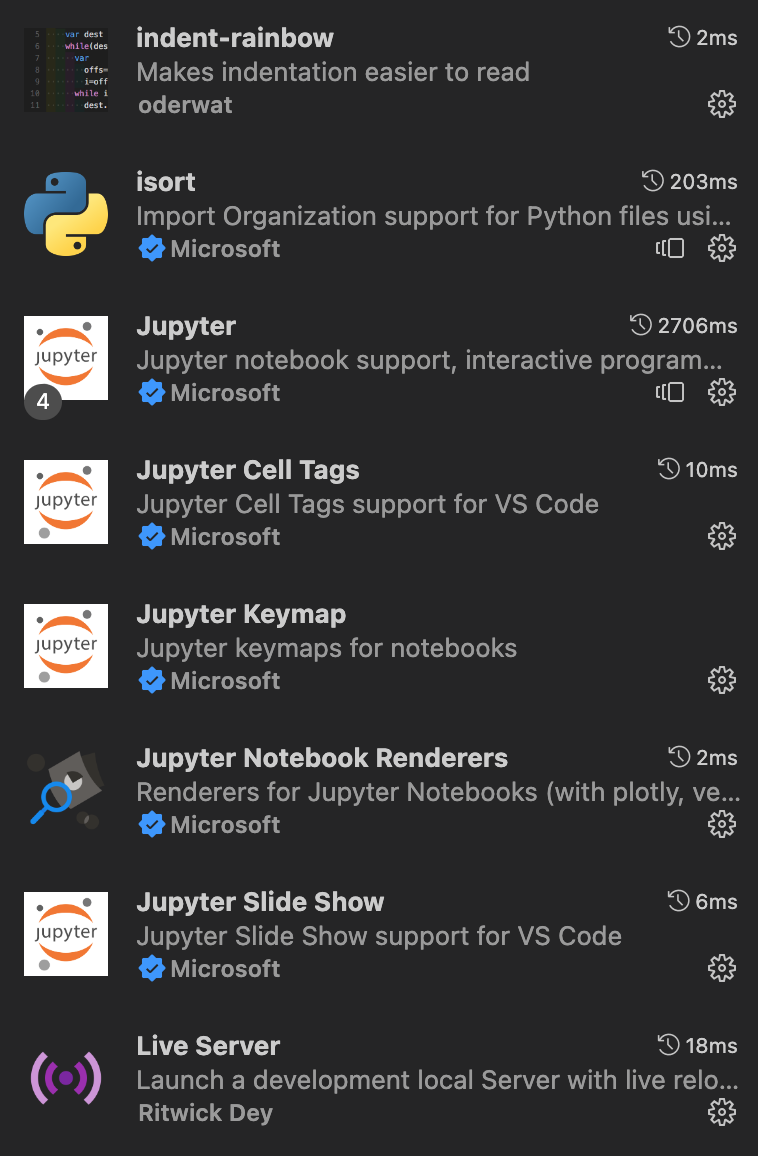 5 var dest
6 while(des
7 var
8 offs=
9 i=off
10 while i
11 dest.
indent-rainbow 2ms
Makes indentation easier to read
oderwat
isort 203ms
Import Organization support for Python files usi...
Microsoft
jupyter
4
Jupyter 2706ms
Jupyter notebook support, interactive program...
Microsoft
jupyter
Jupyter Cell Tags 10ms
Jupyter Cell Tags support for VS Code
Microsoft
jupyter
Jupyter Keymap
Jupyter keymaps for notebooks
Microsoft
Jupyter Notebook Renderers 2ms
Renderers for Jupyter Notebooks (with plotly, ve...
Microsoft
jupyter
Jupyter Slide Show 6ms
Jupyter Slide Show support for VS Code
Microsoft
Live Server 18ms
Launch a development local Server with live relo...
Ritwick Dey